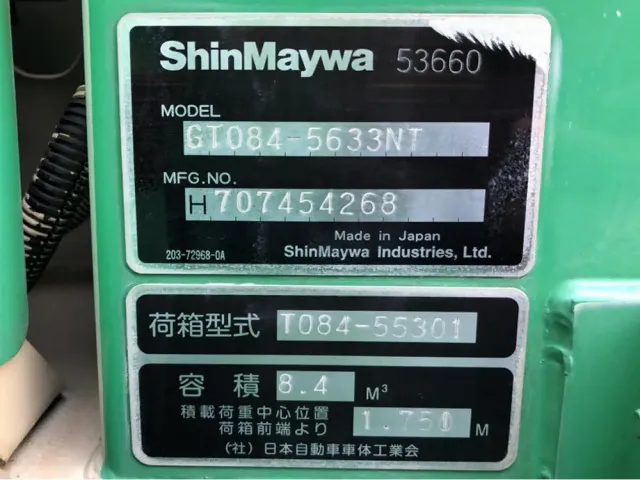 ShinMaywa 53660
MODEL
GT084-5633NT
MFG.NO.
H707454268
Made in Japan
203-72968-0A ShinMaywa Industries, Ltd.
荷箱型式 T084-55301
容積 8.4 M³
積載荷重中心位置
荷箱前端より 1.750 M
(社)日本自動車車体工業会